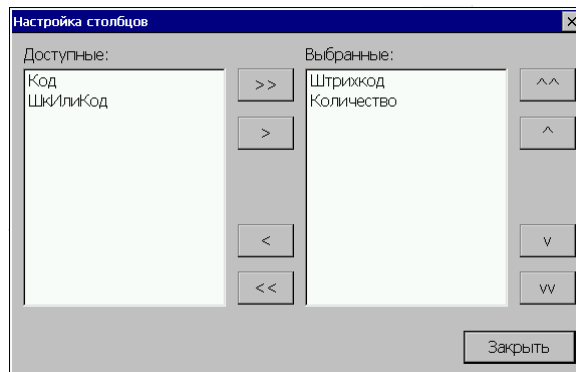 Настройка столбцов
Доступные:
Выбранные:
Код
ШкИлиКод
>>
>
<
<<
Штрихкод
Количество
^^
^
v
vv
Закрыть